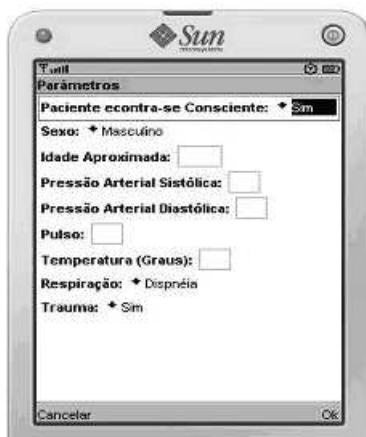 Sun
Parâmetros
Paciente econtra-se Consciente: Sim
Sexo: Masculino
Idade Aproximada:
Pressão Arterial Sistólica:
Pressão Arterial Diastólica:
Pulso:
Temperatura (Graus):
Respiração: Dispnéia
Trauma: Sim
Cancelar Ok